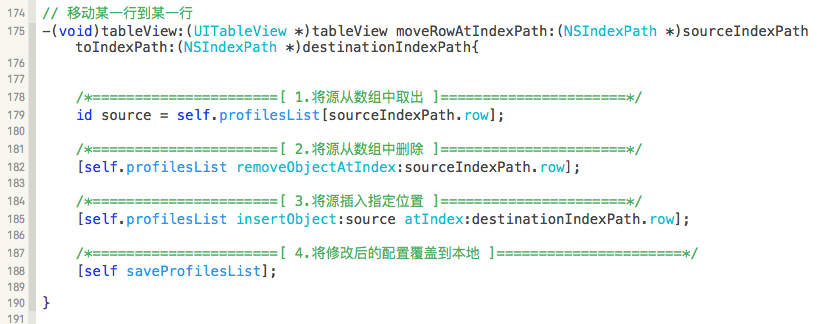 174 // 移动某一行到某一行
175 -(void)tableView:(UITableView *)tableView moveRowAtIndexPath:(NSIndexPath *)sourceIndexPath
toIndexPath:(NSIndexPath *)destinationIndexPath{
176
177
178 /*======================[ 1.将源从数组中取出 ]======================*/
179 id source = self.profilesList[sourceIndexPath.row];
180
181 /*======================[ 2.将源从数组中删除 ]======================*/
182 [self.profilesList removeObjectAtIndex:sourceIndexPath.row];
183
184 /*======================[ 3.将源插入指定位置 ]======================*/
185 [self.profilesList insertObject:source atIndex:destinationIndexPath.row];
186
187 /*======================[ 4.将修改后的配置覆盖到本地 ]======================*/
188 [self saveProfilesList];
189
190 }
191